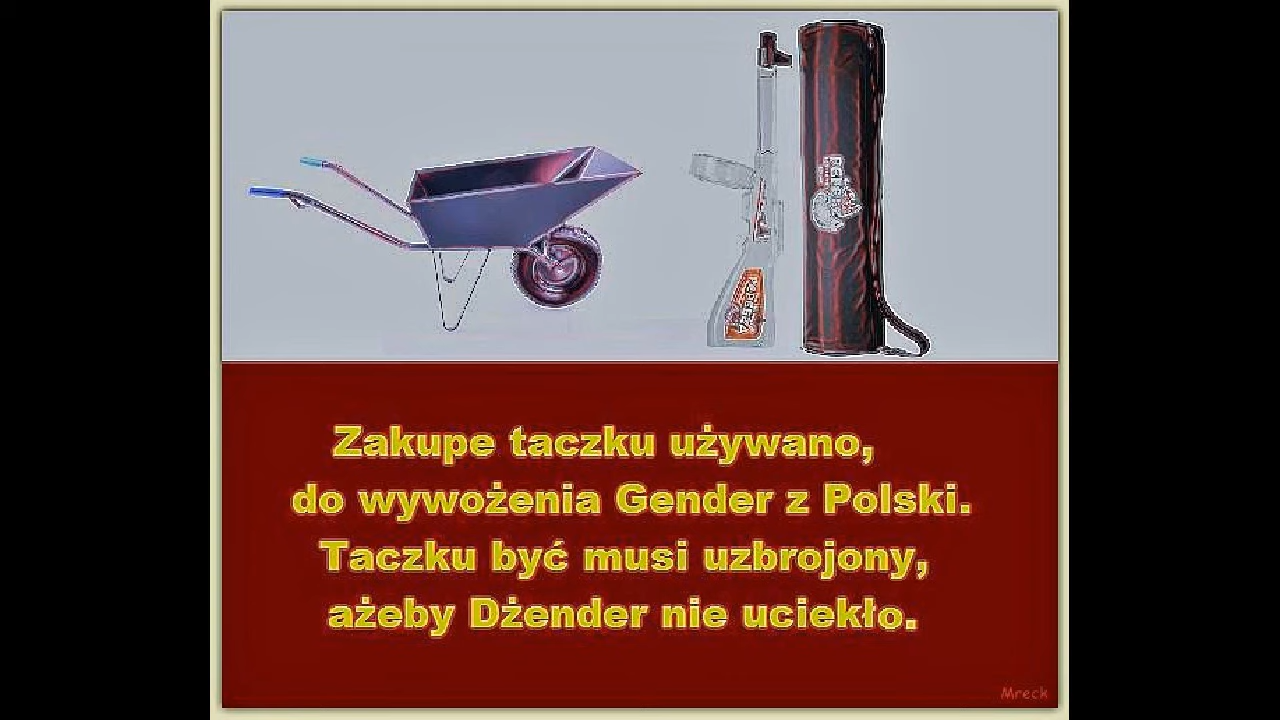 Zakupe taczku używano,
do wywożenia Gender z Polski.
Taczku być musi uzbrojony,
ażeby Dżender nie uciekło.
Mreck